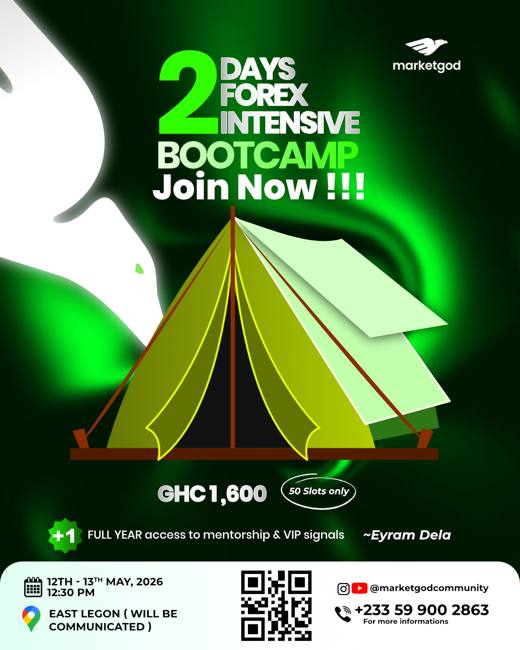 marketgod
2 DAYS
FOREX
INTENSIVE
BOOTCAMP
Join Now !!!
GHC 1,600
50 Slots only
+1 FULL YEAR access to mentorship & VIP signals
~Eyram Dela
12TH - 13TH MAY, 2026
12:30 PM
EAST LEGON ( WILL BE
COMMUNICATED )
@marketgodcommunity
+233 59 900 2863
For more informations